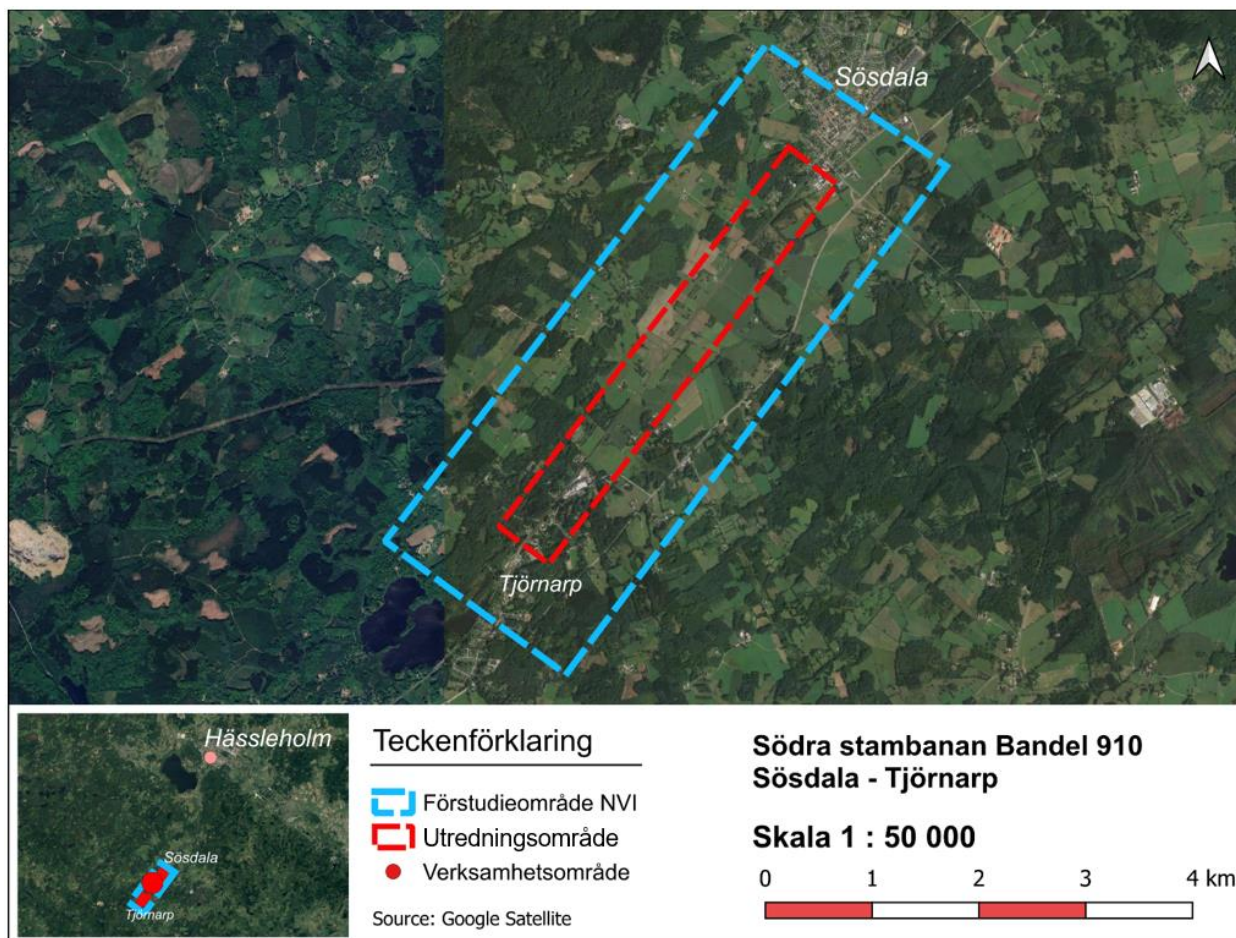 Sösdala
Tjörnarp
Hässleholm
Sösdala
Tjörnarp
Teckenförklaring
Förstudieområde NVI
Utredningsområde
Verksamhetsområde
Source: Google Satellite
Södra stambanan Bandel 910
Sösdala - Tjörnarp
Skala 1 : 50 000
0 1 2 3 4 km